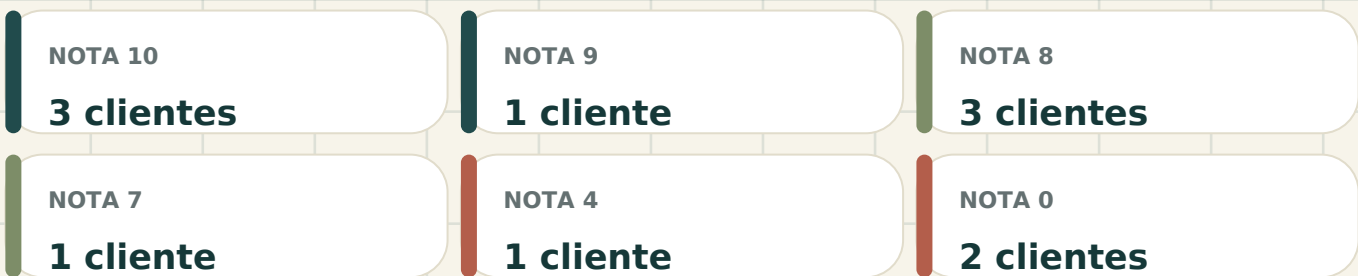 NOTA 10
3 clientes
NOTA 9
1 cliente
NOTA 8
3 clientes
NOTA 7
1 cliente
NOTA 4
1 cliente
NOTA 0
2 clientes